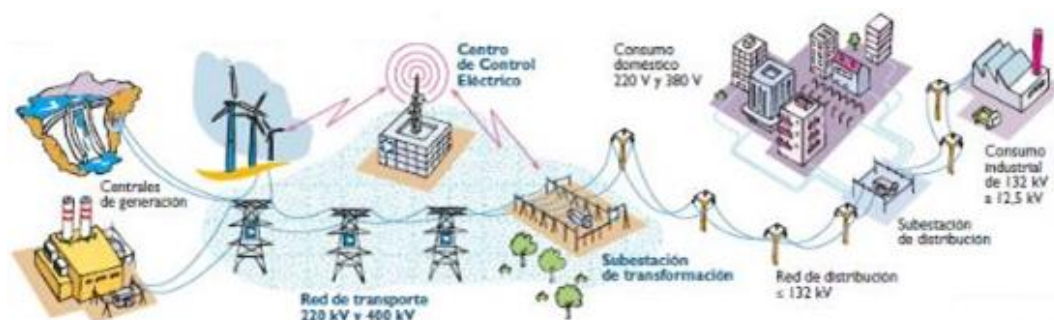 Centro
de Control
Eléctrico
Consumo
doméstico
220 V y 380 V
Centrales
de generación
Consumo
industrial
de 132 kV
a 12,5 kV
Subestación
de distribución
Subestación
de transformación
Red de distribución
≤ 132 kV
Red de transporte
220 kV y 400 kV